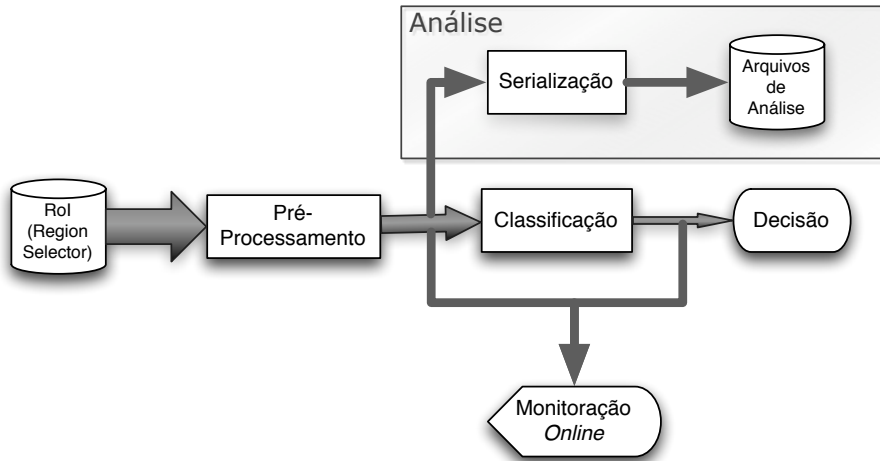 Análise
Serialização
Arquivos
de
Análise
RoI
(Region
Selector)
Pré-
Processamento
Classificação
Decisão
Monitoração
Online